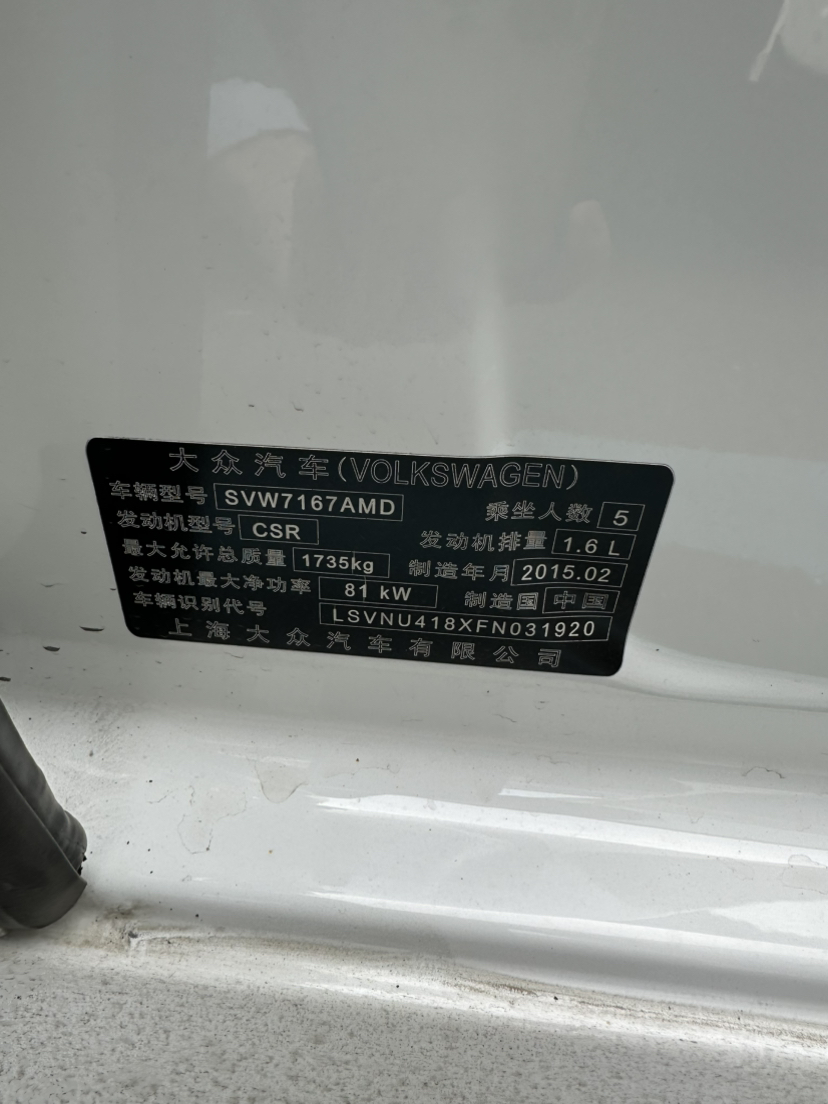 大众汽车(VOLKSWAGEN)
车辆型号 SVW7167AMD 乘坐人数 5
发动机型号 CSR 发动机排量 1.6 L
最大允许总质量 1735kg 制造年月 2015.02
发动机最大净功率 81 kW 制造国 中国
车辆识别代号 LSVNU418XFN031920
上海大众汽车有限公司